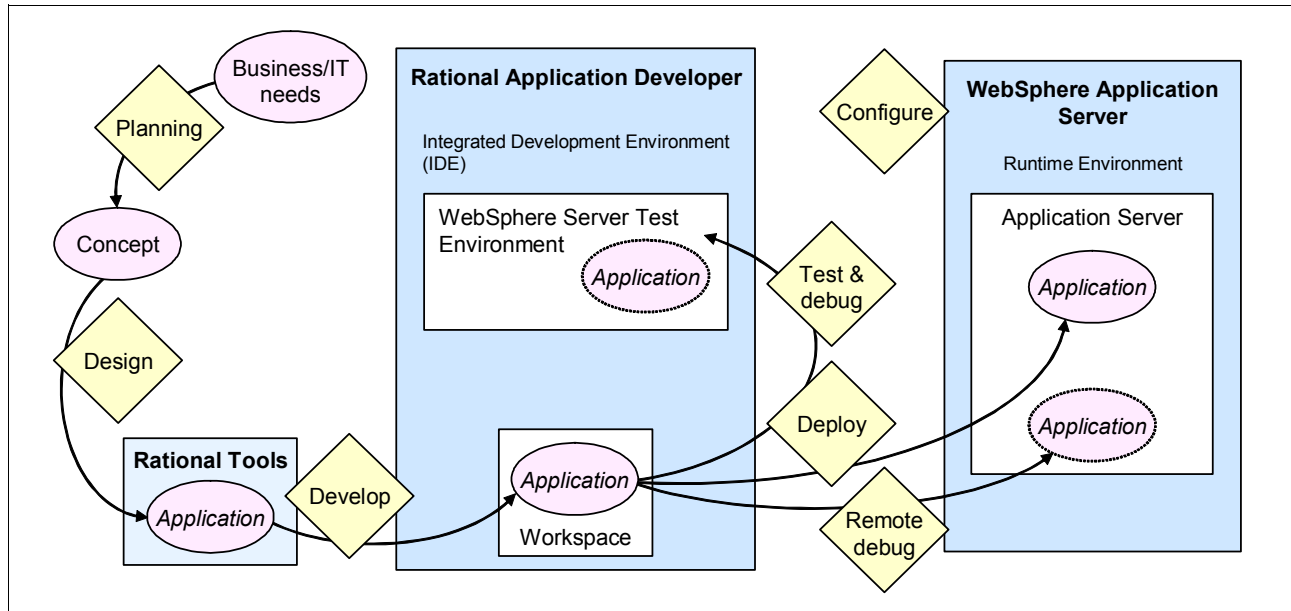 Business/IT
needs
Planning
Concept
Design
Rational Tools
Application
Develop
Rational Application Developer
Integrated Development Environment
(IDE)
WebSphere Server Test
Environment
Application
Application
Workspace
Test &
debug
Deploy
Remote
debug
Configure
WebSphere Application
Server
Runtime Environment
Application Server
Application
Application